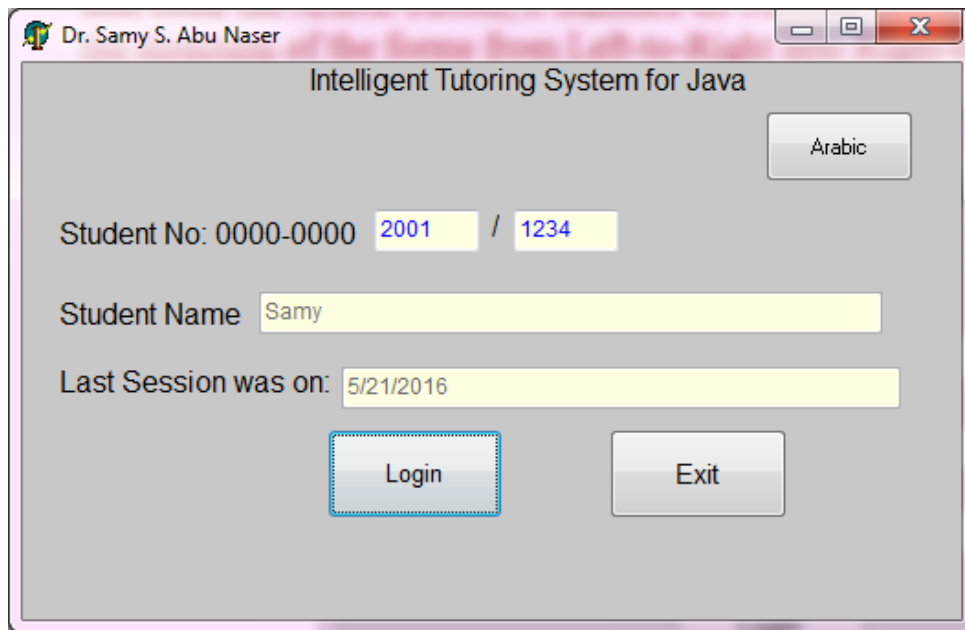 Dr. Samy S. Abu Naser
Intelligent Tutoring System for Java
Arabic
Student No: 0000-0000 2001 / 1234
Student Name Samy
Last Session was on: 5/21/2016
Login Exit